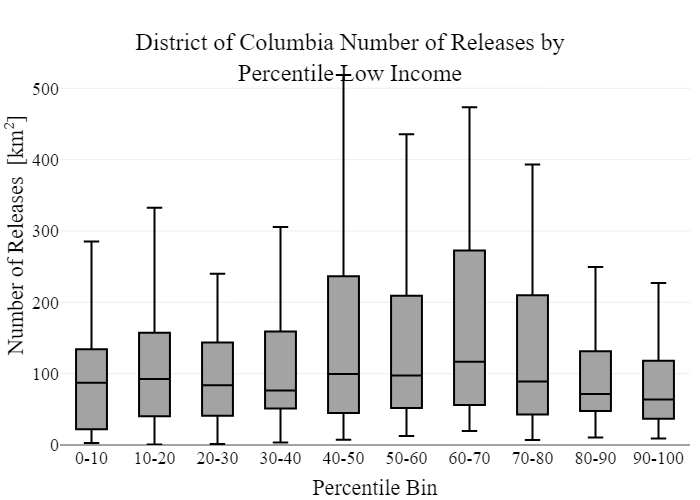 District of Columbia Number of Releases by
Percentile Low Income
Number of Releases [km²]
500
400
300
200
100
0
0-10 10-20 20-30 30-40 40-50 50-60 60-70 70-80 80-90 90-100
Percentile Bin